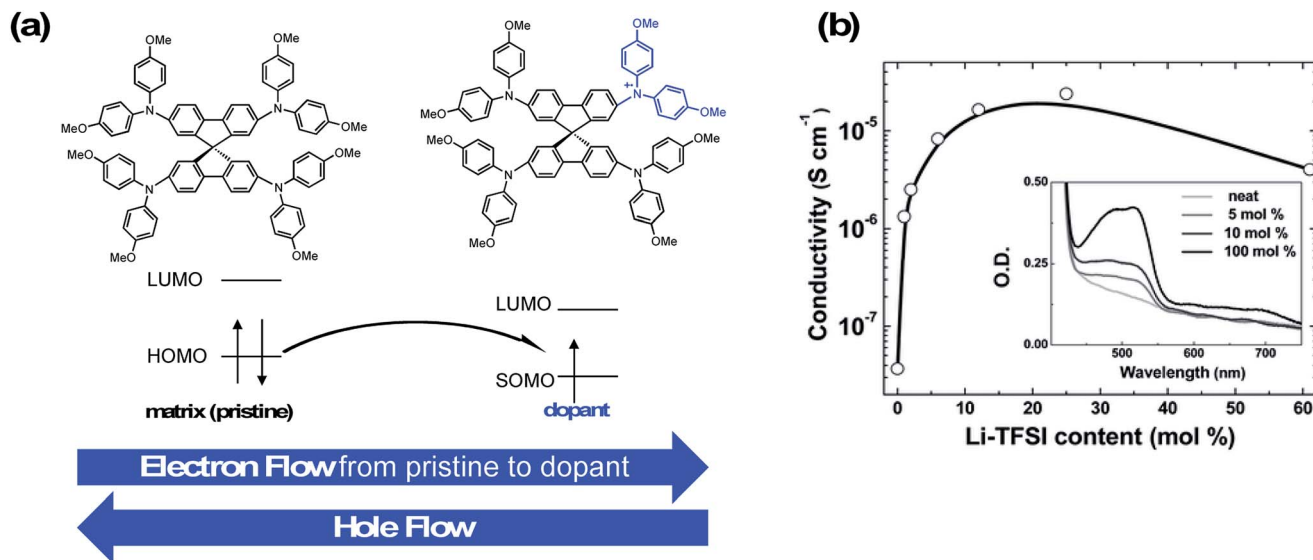 (a)
OMe
OMe
OMe
OMe
N
N
MeO
OMe
MeO
OMe
N
N
N
N
MeO
OMe
MeO
OMe
N+•
N
MeO
OMe
MeO
OMe
N
N
LUMO
LUMO
HOMO
SOMO
matrix (pristine)
dopant
Electron Flow from pristine to dopant
Hole Flow
(b)
Conductivity (S cm-1)
10-5
10-6
10-7
0 10 20 30 40 50 60
Li-TFSI content (mol %)
O.D.
0.50
0.25
0.00
500 600 700
Wavelength (nm)
neat
5 mol %
10 mol %
100 mol %